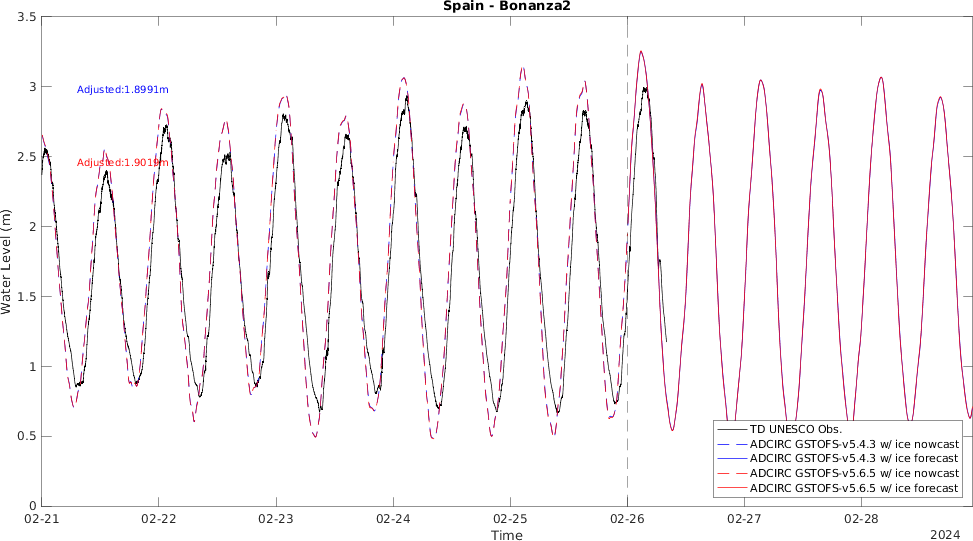 Spain - Bonanza2
3.5
3
2.5
2
1.5
1
0.5
0
Water Level (m)
Adjusted:1.8991m
Adjusted:1.9019m
TD UNESCO Obs.
ADCIRC GSTOFS-v5.4.3 w/ ice nowcast
ADCIRC GSTOFS-v5.4.3 w/ ice forecast
ADCIRC GSTOFS-v5.6.5 w/ ice nowcast
ADCIRC GSTOFS-v5.6.5 w/ ice forecast
02-21 02-22 02-23 02-24 02-25 02-26 02-27 02-28
Time
2024